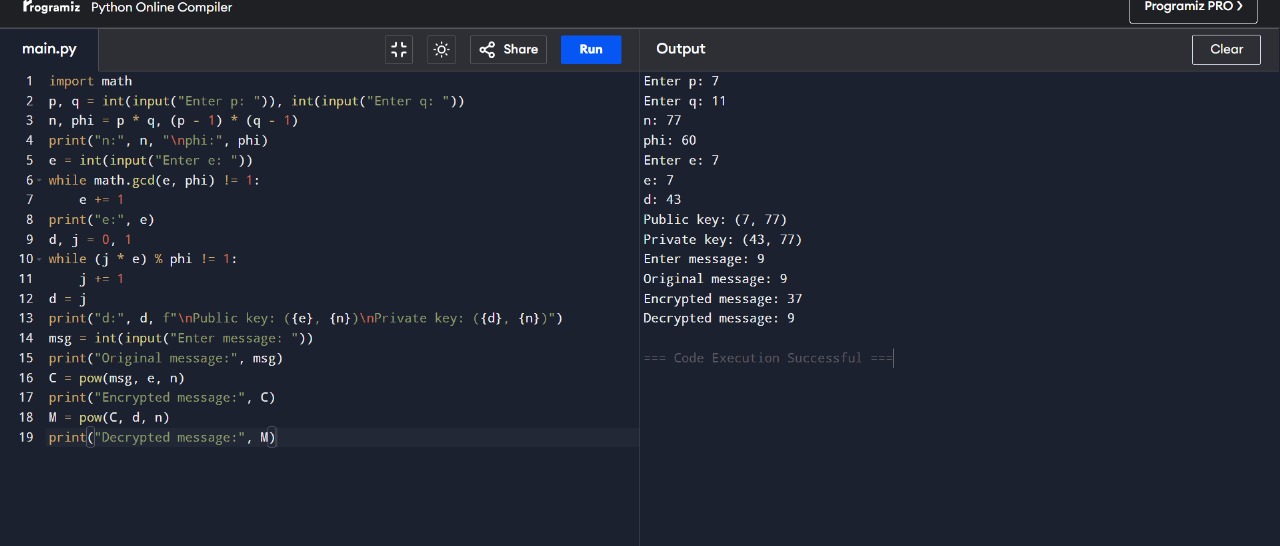 Programiz Python Online Compiler
Programiz PRO ❯
main.py
Share
Run
Output
Clear
1 import math
2 p, q = int(input("Enter p: ")), int(input("Enter q: "))
3 n, phi = p * q, (p - 1) * (q - 1)
4 print("n:", n, "\nphi:", phi)
5 e = int(input("Enter e: "))
6 while math.gcd(e, phi) != 1:
7     e += 1
8 print("e:", e)
9 d, j = 0, 1
10 while (j * e) % phi != 1:
11     j += 1
12 d = j
13 print("d:", d, f"\nPublic key: ({e}, {n})\nPrivate key: ({d}, {n})")
14 msg = int(input("Enter message: "))
15 print("Original message:", msg)
16 C = pow(msg, e, n)
17 print("Encrypted message:", C)
18 M = pow(C, d, n)
19 print("Decrypted message:", M)
Enter p: 7
Enter q: 11
n: 77
phi: 60
Enter e: 7
e: 7
d: 43
Public key: (7, 77)
Private key: (43, 77)
Enter message: 9
Original message: 9
Encrypted message: 37
Decrypted message: 9
=== Code Execution Successful ===